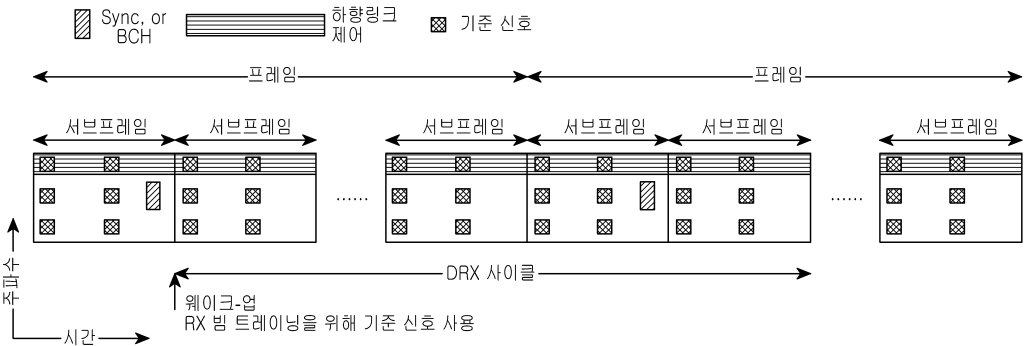 Sync, or
BCH
하향링크
제어
기준 신호
프레임
프레임
서브프레임
서브프레임
서브프레임
서브프레임
서브프레임
서브프레임
......
......
주파수
DRX 사이클
웨이크-업
RX 빔 트레이닝을 위해 기준 신호 사용
시간